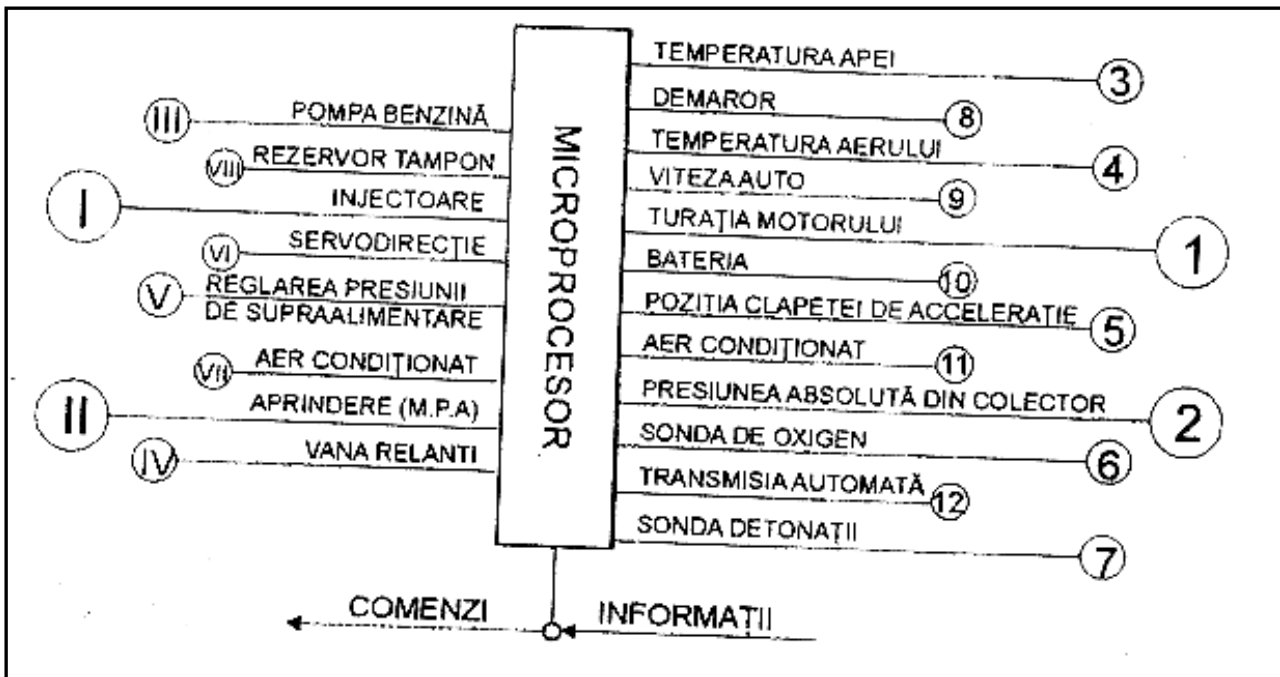 III POMPA BENZINĂ
VIII REZERVOR TAMPON
I INJECTOARE
VI SERVODIRECȚIE
V REGLAREA PRESIUNII
DE SUPRAALIMENTARE
VII AER CONDIȚIONAT
II APRINDERE (M.P.A)
IV VANA RELANTI
MICROPROCESOR
TEMPERATURA APEI 3
DEMAROR 8
TEMPERATURA AERULUI 4
VITEZA AUTO 9
TURAȚIA MOTORULUI 1
BATERIA 10
POZITIA CLAPETEI DE ACCELERATIE 5
AER CONDIȚIONAT 11
PRESIUNEA ABSOLUTĂ DIN COLECTOR 2
SONDA DE OXIGEN 6
TRANSMISIA AUTOMATĂ 12
SONDA DETONAȚII 7
COMENZI INFORMAȚII